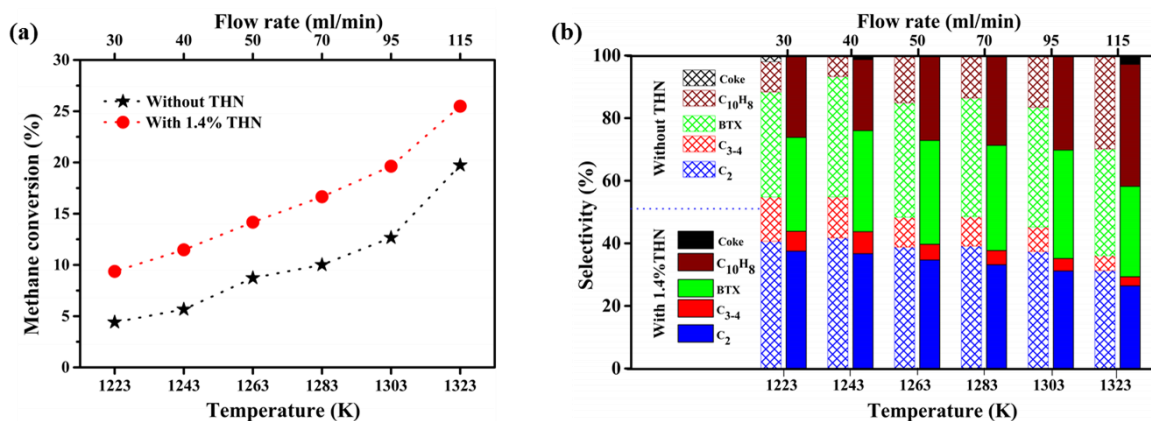 (a)
Flow rate (ml/min)
30 40 50 70 95 115
30
25
20
15
10
5
0
Methane conversion (%)
Without THN
With 1.4% THN
1223 1243 1263 1283 1303 1323
Temperature (K)
(b)
Flow rate (ml/min)
30 40 50 70 95 115
100
80
60
40
20
0
Selectivity (%)
Without THN
Coke
C10H8
BTX
C3-4
C2
With 1.4%THN
Coke
C10H8
BTX
C3-4
C2
1223 1243 1263 1283 1303 1323
Temperature (K)